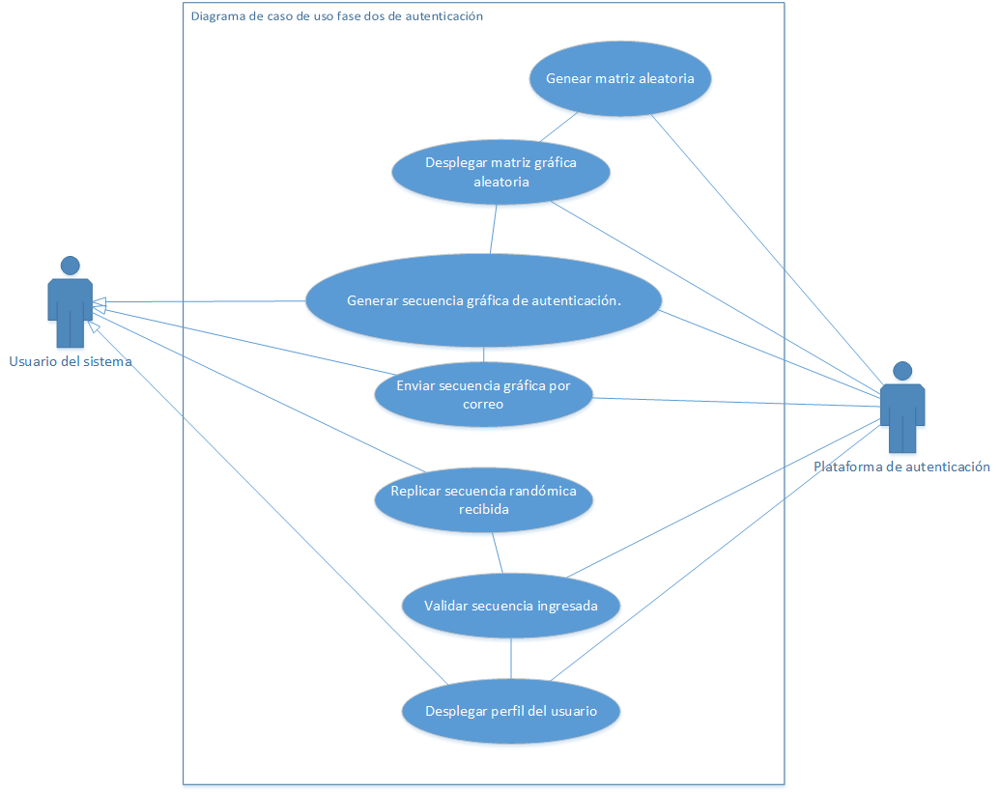 Diagrama de caso de uso fase dos de autenticación
Genear matriz aleatoria
Desplegar matriz gráfica
aleatoria
Generar secuencia gráfica de autenticación.
Usuario del sistema
Enviar secuencia gráfica por
correo
Plataforma de autenticación
Replicar secuencia randómica
recibida
Validar secuencia ingresada
Desplegar perfil del usuario